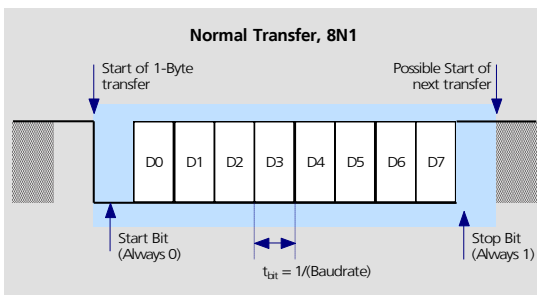 Normal Transfer, 8N1
Start of 1-Byte
transfer
Possible Start of
next transfer
D0 D1 D2 D3 D4 D5 D6 D7
Start Bit
(Always 0)
Stop Bit
(Always 1)
tbit = 1/(Baudrate)